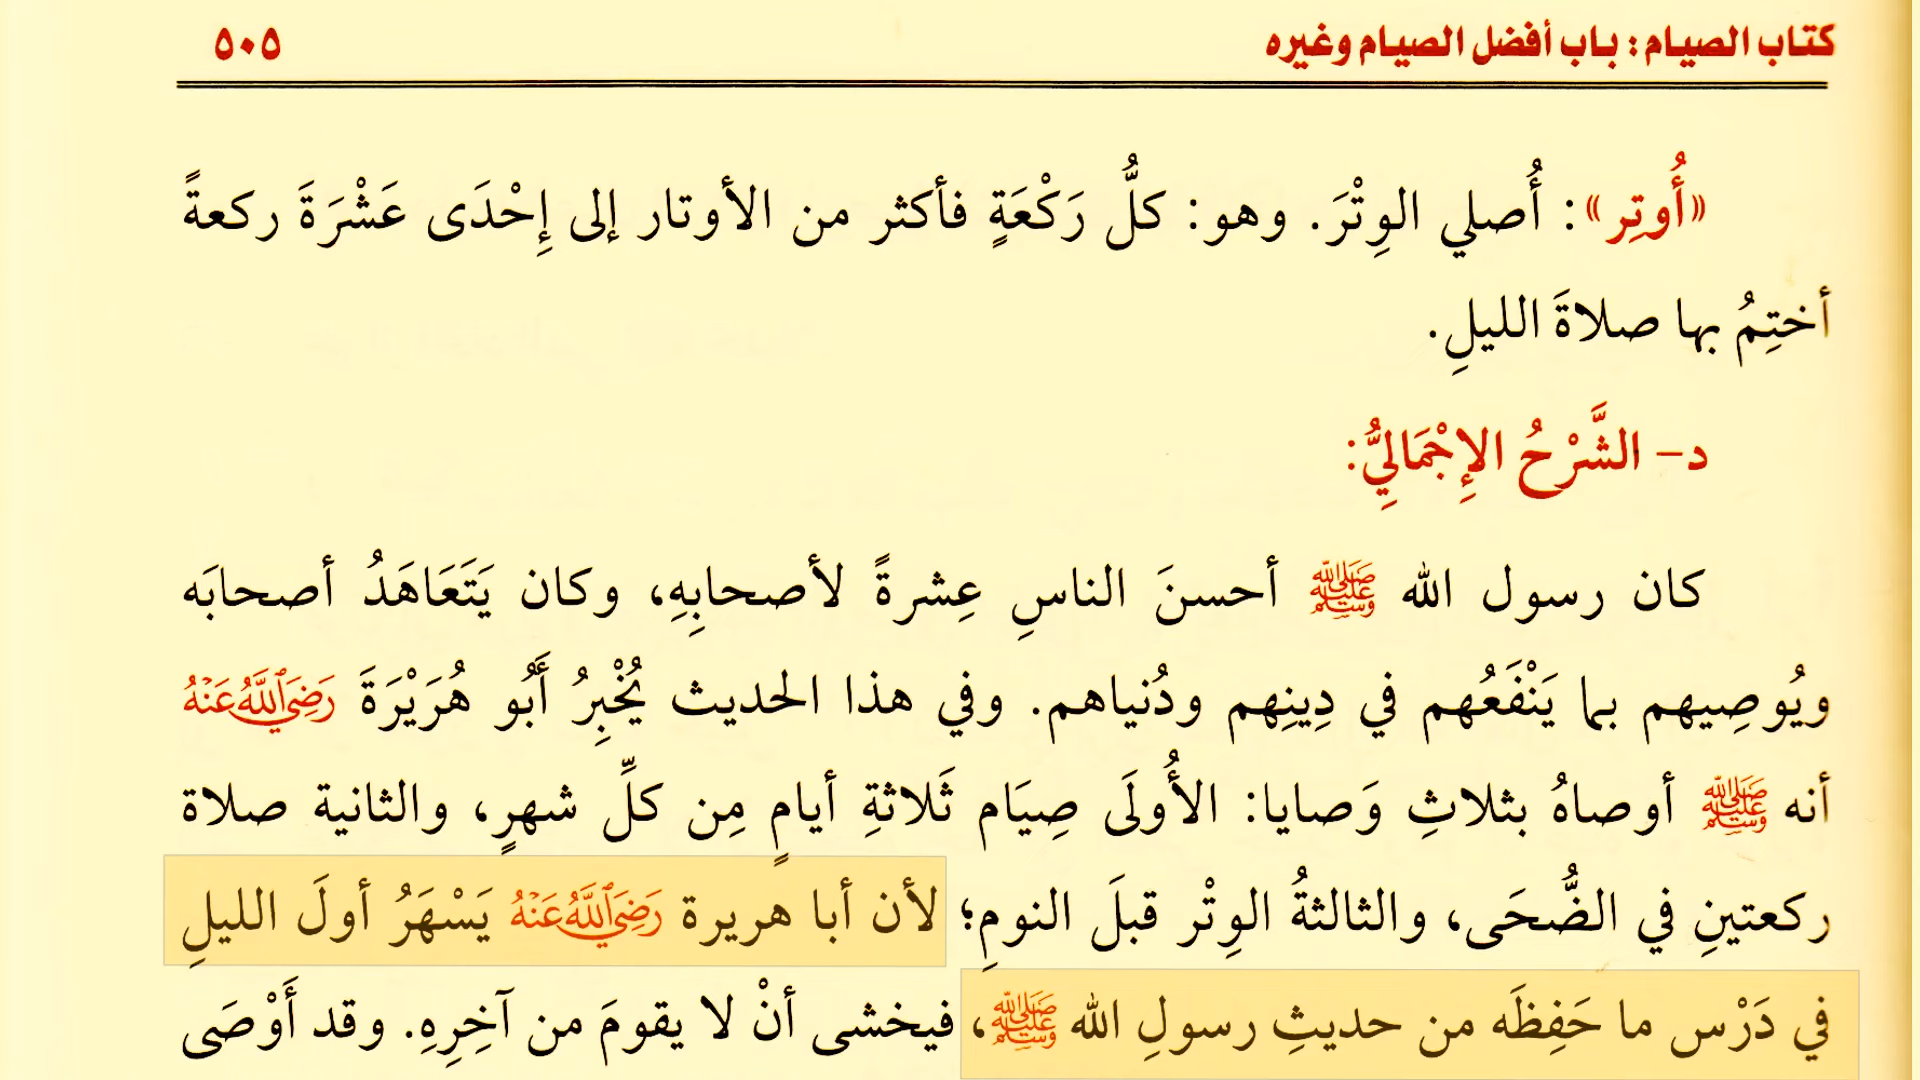 كتاب الصيام: باب أفضل الصيام وغيره ٥٠٥
«أُوتِر»: أُصلي الوِتْرَ. وهو: كلُّ رَكْعَةٍ فأكثر من الأوتار إلى إِحْدَى عَشْرَةَ ركعةً
أختِمُ بها صلاةَ الليلِ.
د- الشَّرْحُ الإِجْمَاليُّ:
كان رسول الله ﷺ أحسنَ الناسِ عِشرةً لأصحابِهِ، وكان يَتَعَاهَدُ أصحابَه
ويُوصِيهم بما يَنْفَعُهم في دِينِهم ودُنياهم. وفي هذا الحديث يُخْبِرُ أَبُو هُرَيْرَةَ رَضِيَ ٱللَّهُ عَنْهُ
أنه ﷺ أوصاهُ بثلاثِ وَصايا: الأُولَى صِيَام ثَلاثةِ أيامٍ مِن كلِّ شهرٍ، والثانية صلاة
ركعتينِ في الضُّحَى، والثالثةُ الوِتْر قبلَ النومِ؛ لأن أبا هريرة رَضِيَ ٱللَّهُ عَنْهُ يَسْهَرُ أولَ الليلِ
في دَرْس ما حَفِظَه من حديثِ رسولِ الله ﷺ، فيخشى أنْ لا يقومَ من آخِرِهِ. وقد أَوْصَى